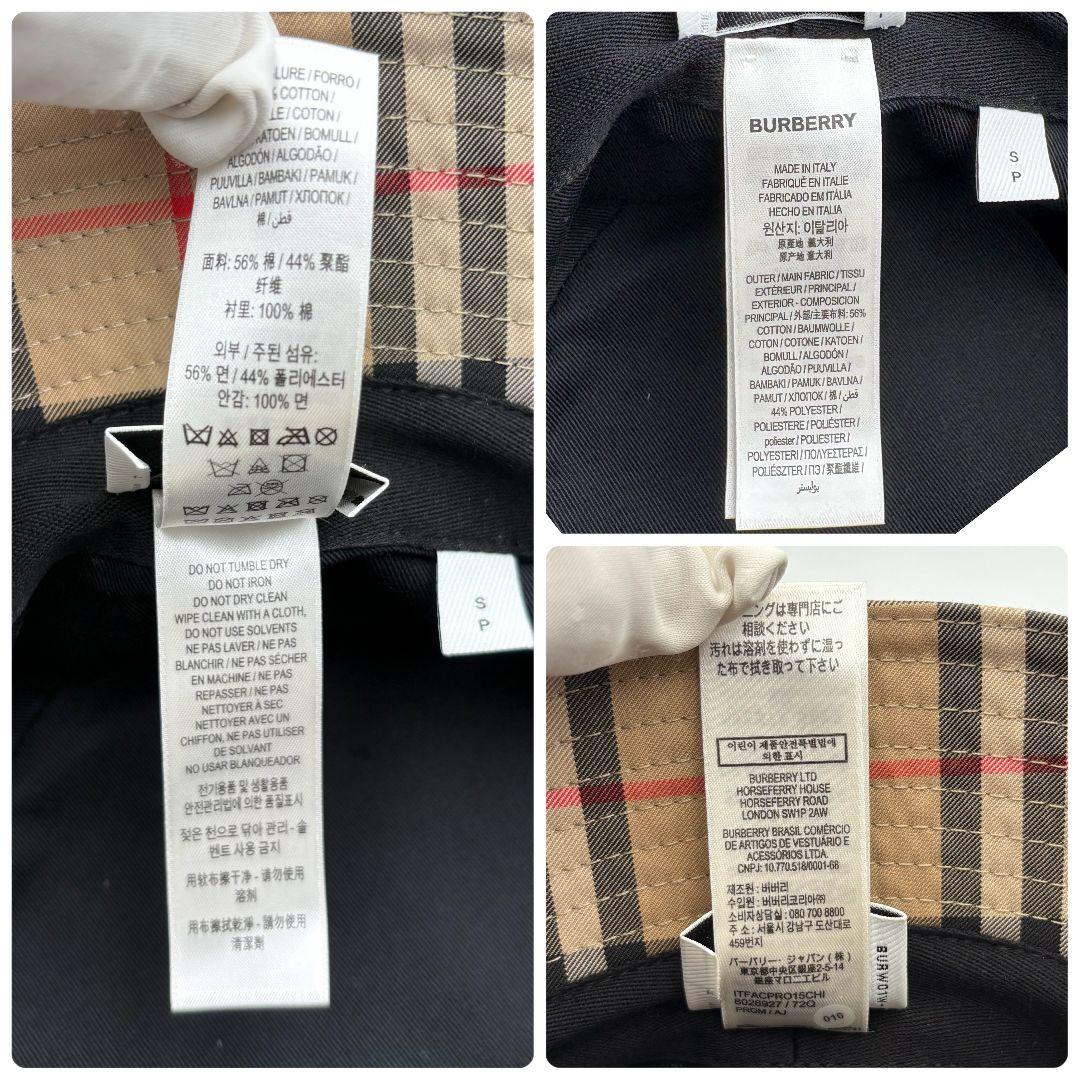 LURE / FORRO /
COTTON /
LE / COTON /
KATOEN / BOMULL /
ALGODÓN / ALGODÃO /
PUUVILLA / BAMBAKI / PAMUK /
BAVLNA / PAMUT / ХЛОПОК /
棉 / قطن /
面料: 56% 棉 / 44% 聚酯
纤维
衬里: 100% 棉
외부 / 주된 섬유:
56% 면 / 44% 폴리에스터
안감: 100% 면
DO NOT TUMBLE DRY
DO NOT IRON
DO NOT DRY CLEAN
WIPE CLEAN WITH A CLOTH,
DO NOT USE SOLVENTS
NE PAS LAVER / NE PAS
BLANCHIR / NE PAS SÉCHER
EN MACHINE / NE PAS
REPASSER / NE PAS
NETTOYER À SEC
NETTOYER AVEC UN
CHIFFON, NE PAS UTILISER
DE SOLVANT
NO USAR BLANQUEADOR
전기용품 및 생활용품
안전관리법에 의한 품질표시
젖은 천으로 닦아 관리 - 솔
벤트 사용 금지
用软布擦干净 - 请勿使用
溶剂
用布擦拭乾淨 - 請勿使用
清潔劑
S
P
BURBERRY
MADE IN ITALY
FABRIQUÉ EN ITALIE
FABRICADO EM ITÁLIA
HECHO EN ITALIA
원산지: 이탈리아
原產地 義大利
原产地 意大利
OUTER / MAIN FABRIC / TISSU
EXTÉRIEUR / PRINCIPAL /
EXTERIOR - COMPOSICION
PRINCIPAL / 外部/主要布料: 56%
COTTON / BAUMWOLLE /
COTON / COTONE / KATOEN /
BOMULL / ALGODÓN /
ALGODÃO / PUUVILLA /
BAMBAKI / PAMUK / BAVLNA /
PAMUT / ХЛОПОК / 棉 / قطن /
44% POLYESTER /
POLIESTERE / POLIÉSTER /
poliester / POLIESTER /
POLYESTERI / ΠΟΛΥΕΣΤΕΡΑΣ /
POLIÉSZTER / ПЭ / 聚酯纖維 /
بوليستر
S
P
ニングは専門店にご
相談ください
汚れは溶剤を使わずに湿っ
た布で拭き取って下さい
어린이 제품안전특별법에
의한 표시
BURBERRY LTD
HORSEFERRY HOUSE
HORSEFERRY ROAD
LONDON SW1P 2AW
BURBERRY BRASIL COMÉRCIO
DE ARTIGOS DE VESTUÁRIO E
ACESSÓRIOS LTDA.
CNPJ: 10.770.518/0001-68
제조원 : 버버리
수입원 : 버버리코리아㈜
소비자상담실 : 080 700 8800
주 소 : 서울시 강남구 도산대로
459번지
バーバリー・ジャパン(株)
東京都中央区銀座2-5-14
銀座マロニエビル
ITFACPRO15CHI
8026927 / 72Q
PROM / AJ
010
BURW01W-